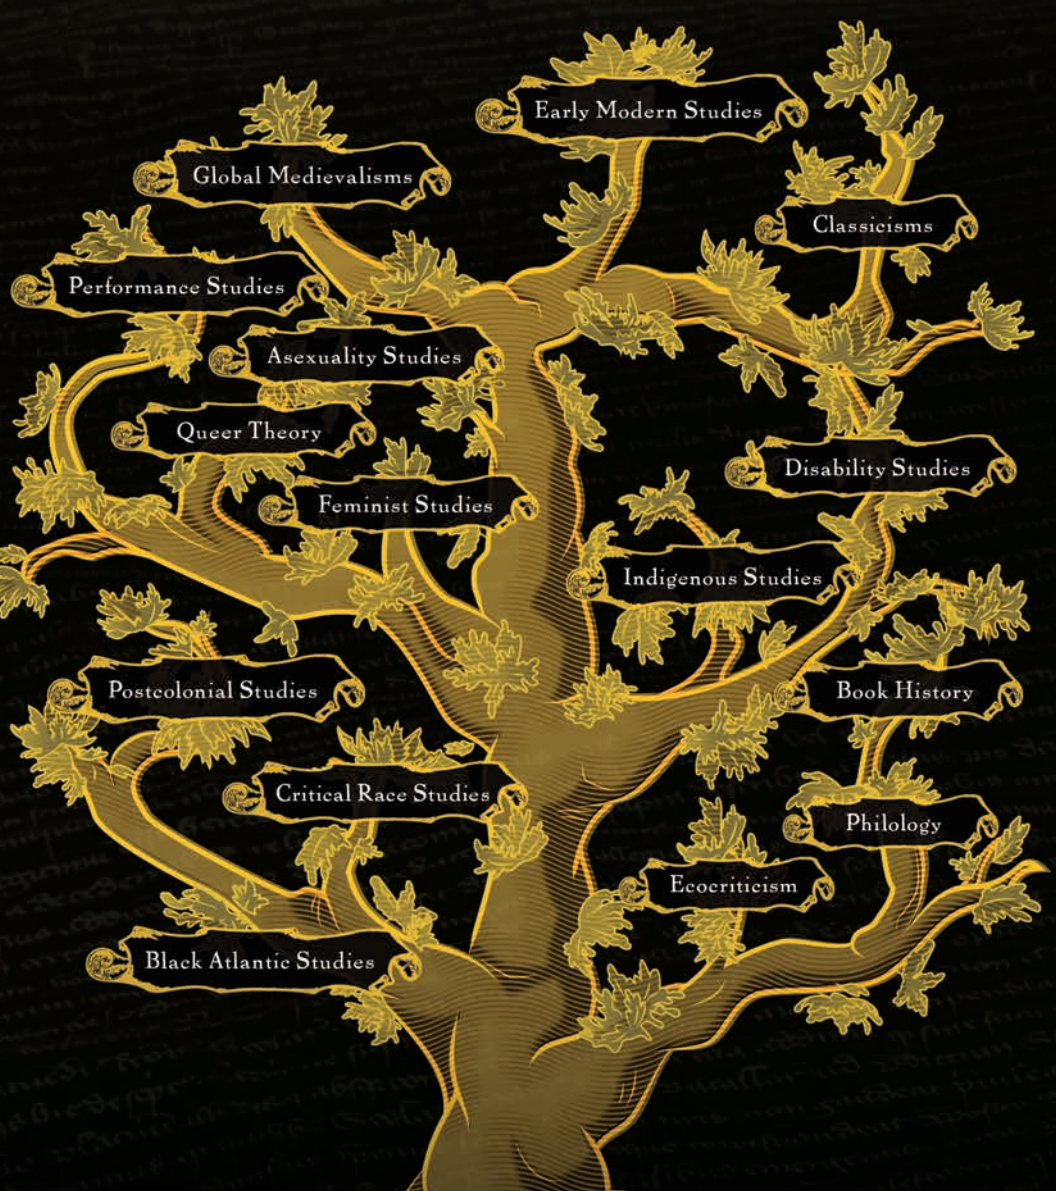 Early Modern Studies
Global Medievalisms
Classicisms
Performance Studies
Asexuality Studies
Queer Theory
Disability Studies
Feminist Studies
Indigenous Studies
Postcolonial Studies
Book History
Critical Race Studies
Philology
Ecocriticism
Black Atlantic Studies